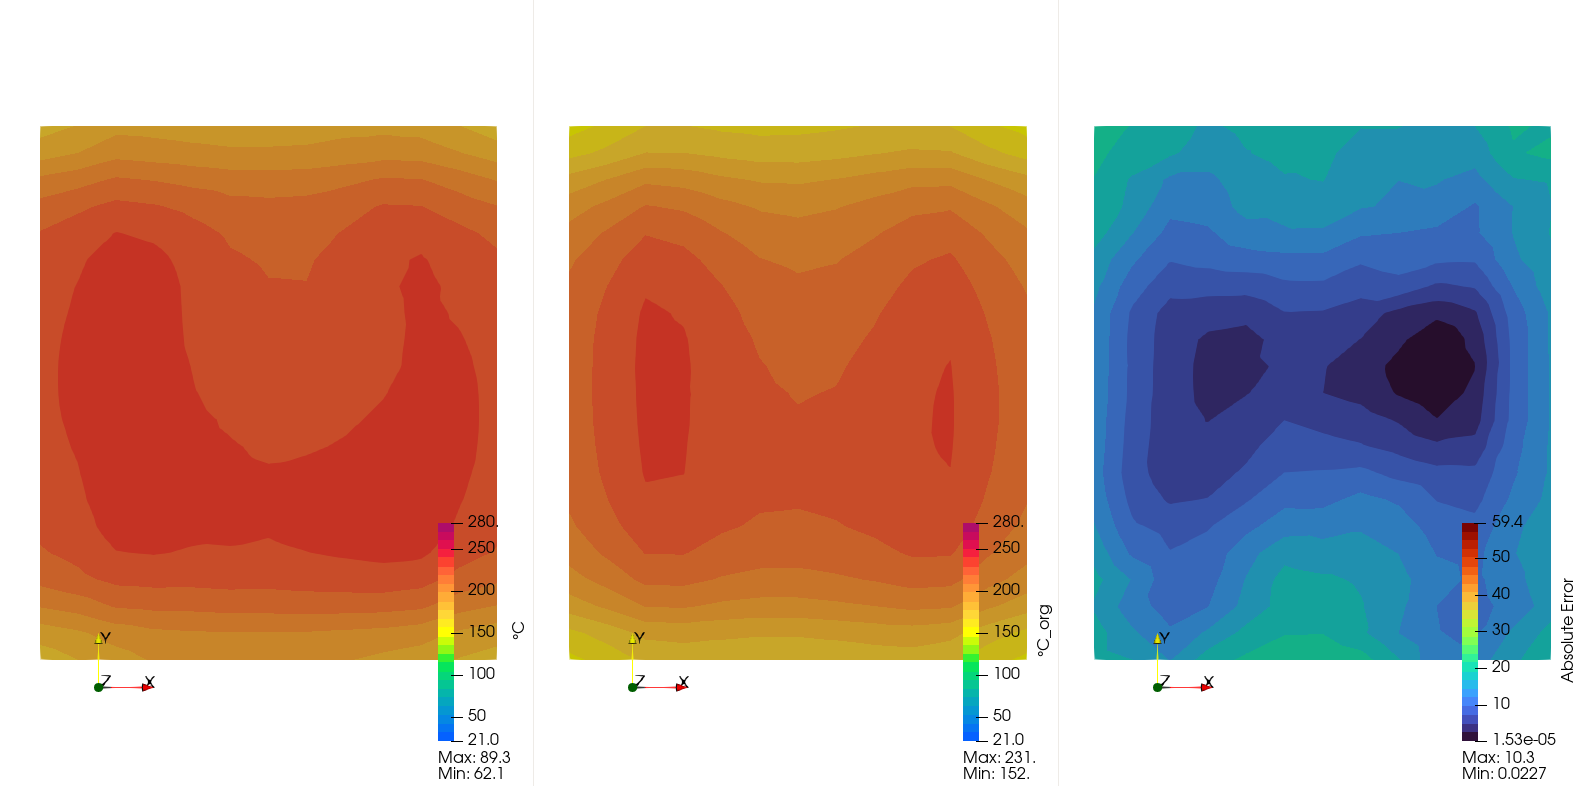 280.
250
200
150
100
50
21.0
°C
Max: 89.3
Min: 62.1
Y
Z
X
280.
250
200
150
100
50
21.0
°C_org
Max: 231.
Min: 152.
Y
Z
X
59.4
50
40
30
20
10
1.53e-05
Absolute Error
Max: 10.3
Min: 0.0227
Y
Z
X